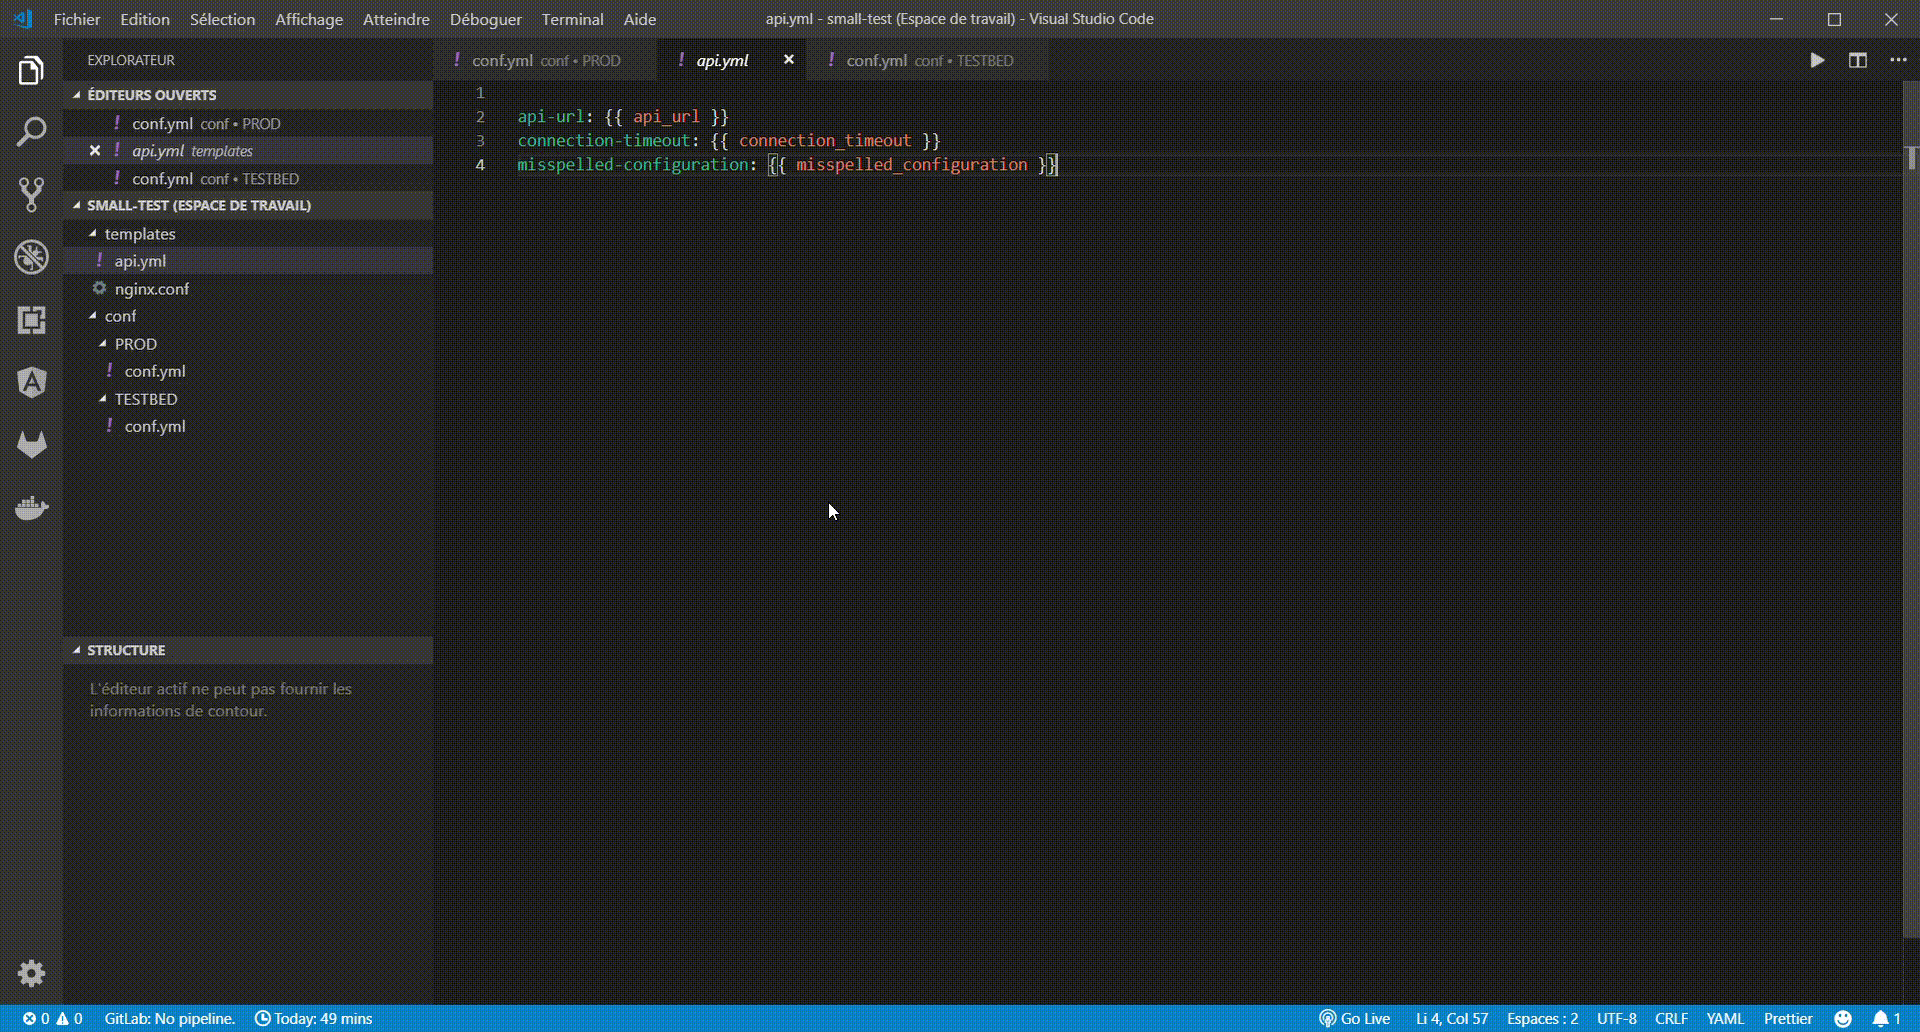 Fichier Edition Sélection Affichage Atteindre Déboguer Terminal Aide
api.yml - small-test (Espace de travail) - Visual Studio Code
EXPLORATEUR
ÉDITEURS OUVERTS
! conf.yml conf • PROD
! api.yml templates
! conf.yml conf • TESTBED
SMALL-TEST (ESPACE DE TRAVAIL)
templates
! api.yml
nginx.conf
conf
PROD
! conf.yml
TESTBED
! conf.yml
STRUCTURE
L'éditeur actif ne peut pas fournir les
informations de contour.
! conf.yml conf • PROD ! api.yml ! conf.yml conf • TESTBED
1
2 api-url: {{ api_url }}
3 connection-timeout: {{ connection_timeout }}
4 misspelled-configuration: {{ misspelled_configuration }}
0 0 GitLab: No pipeline. Today: 49 mins Go Live Li 4, Col 57 Espaces : 2 UTF-8 CRLF YAML Prettier 1